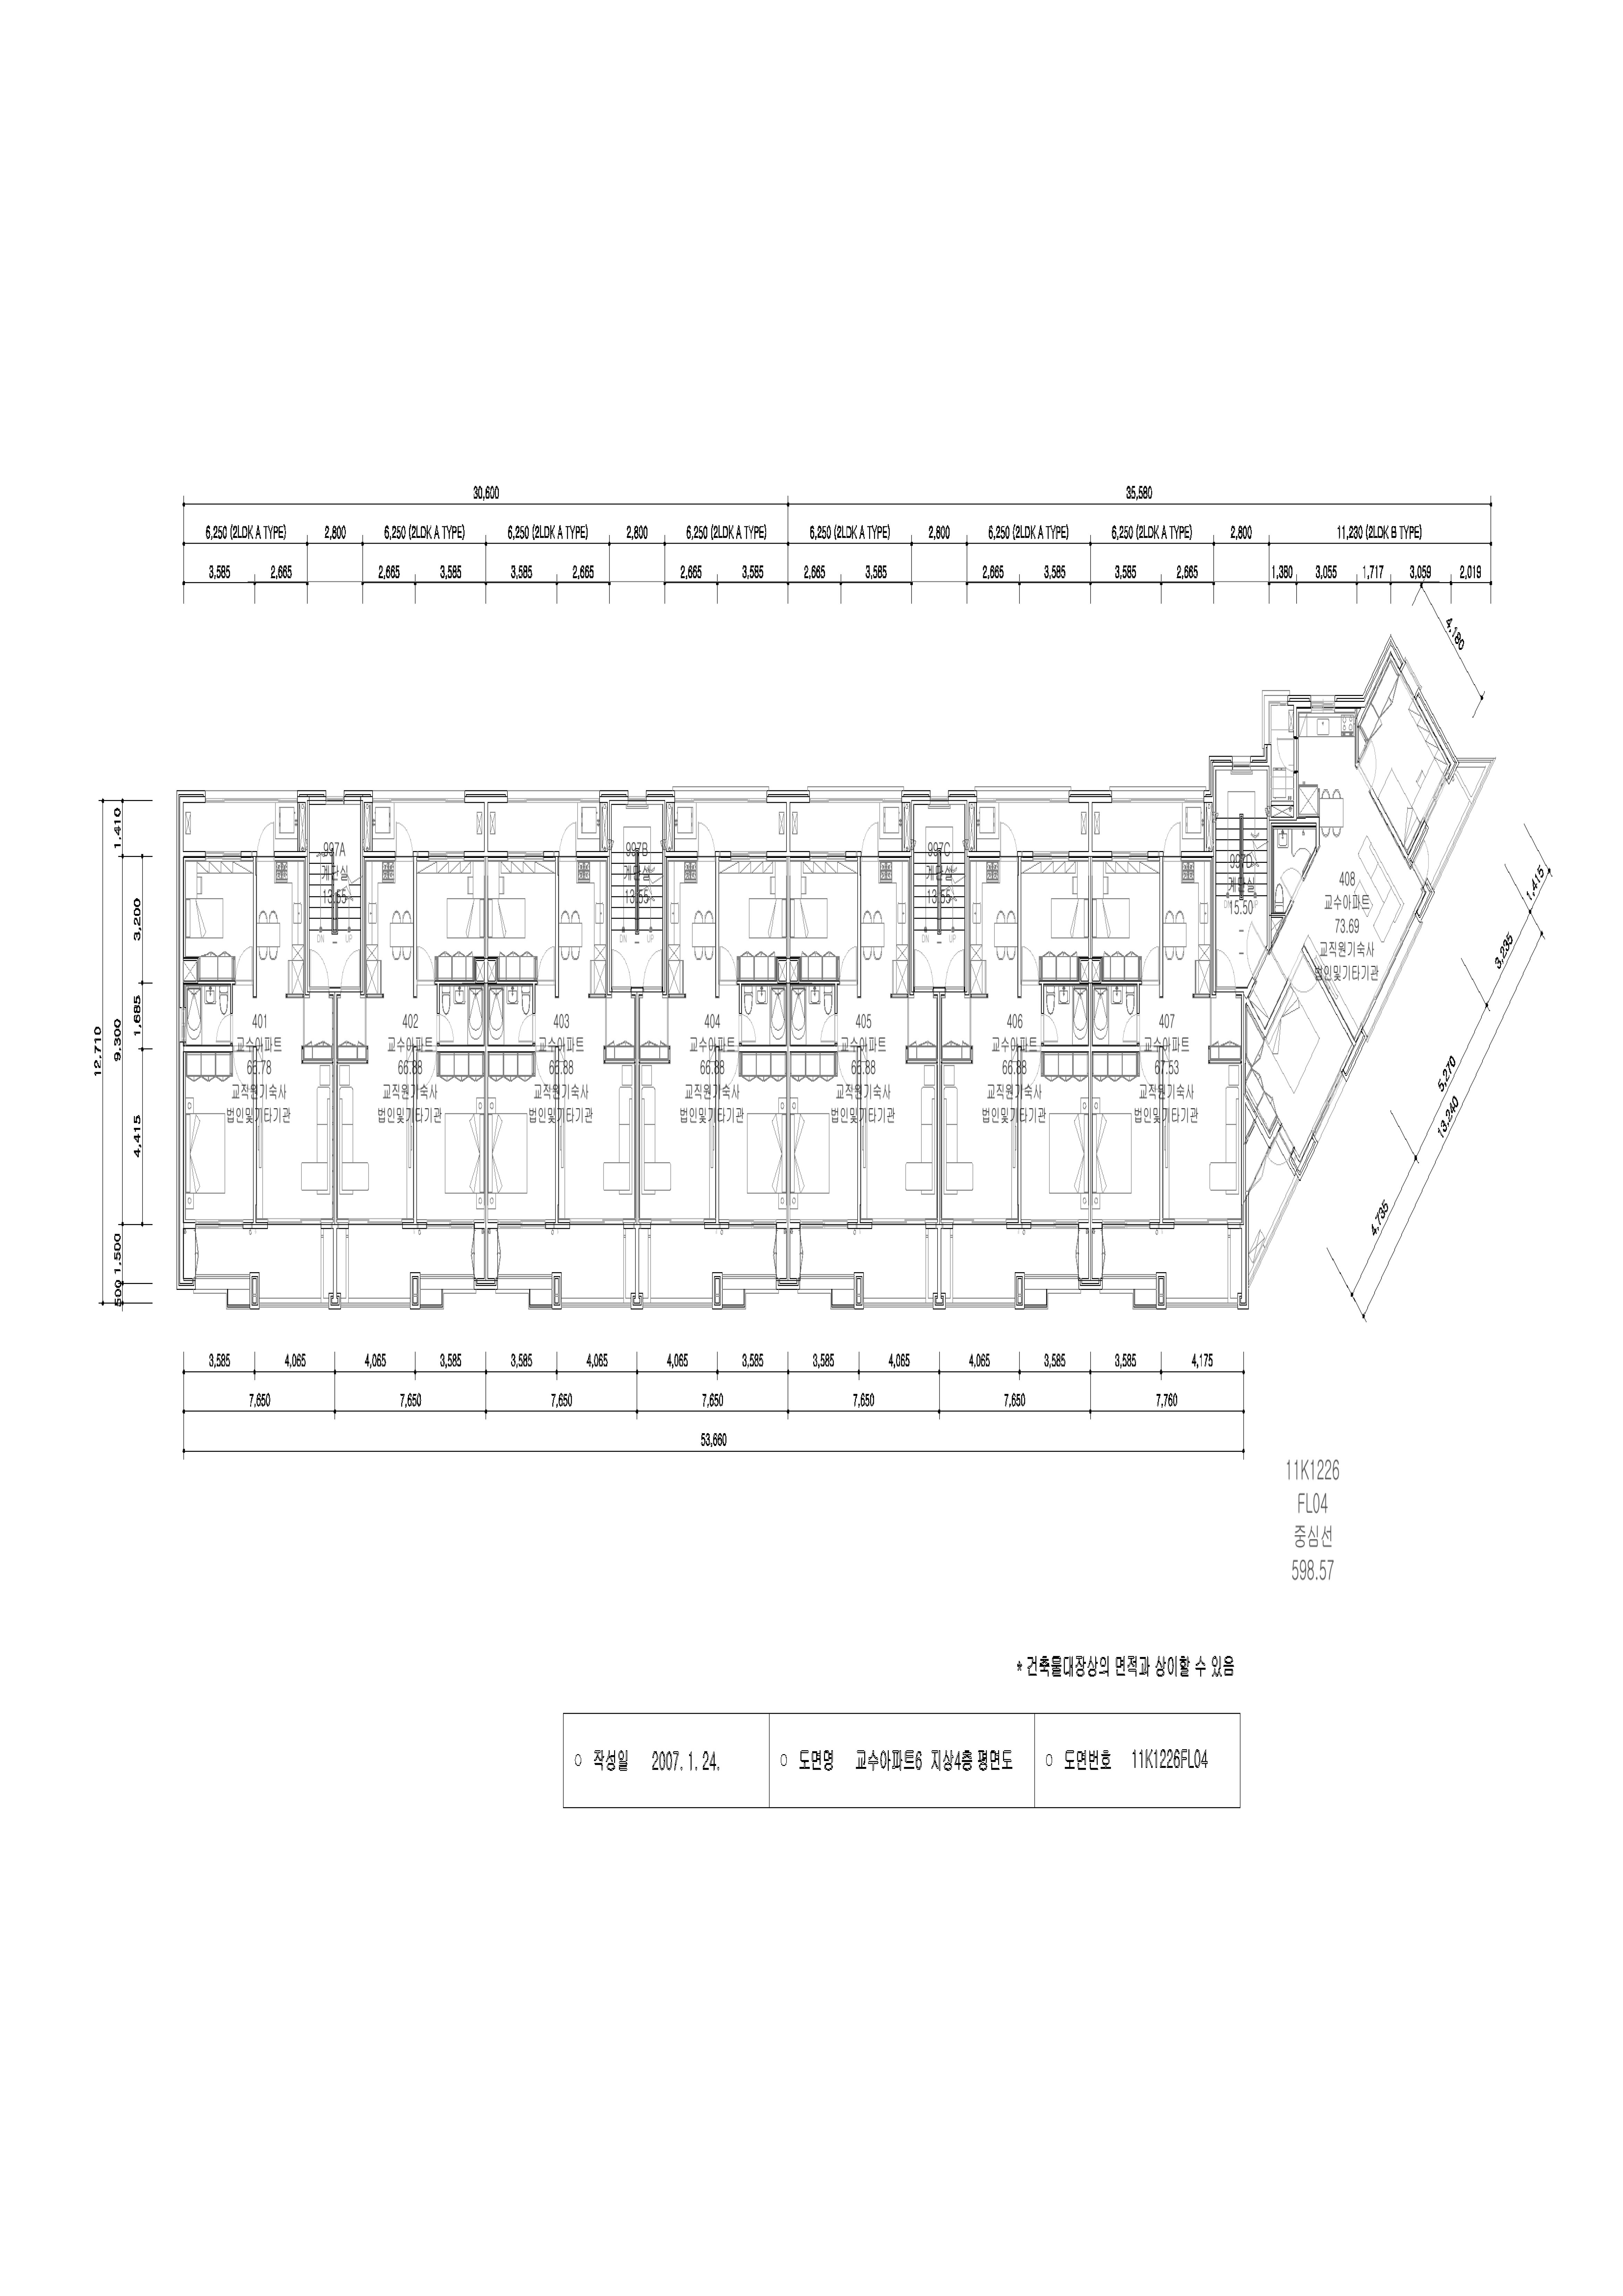 30,600
35,580
6,250 (2LDK A TYPE)
2,800
6,250 (2LDK A TYPE)
6,250 (2LDK A TYPE)
2,800
6,250 (2LDK A TYPE)
6,250 (2LDK A TYPE)
2,800
6,250 (2LDK A TYPE)
6,250 (2LDK A TYPE)
2,800
11,230 (2LDK B TYPE)
3,585
2,665
2,665
3,585
3,585
2,665
2,665
3,585
2,665
3,585
2,665
3,585
3,585
2,665
1,380
3,055
1,717
3,059
2,019
4,180
1,410
3,200
1,685
9,300
12,710
4,415
1,500
500
997A
계단실
13.55
DN
UP
997B
계단실
13.55
DN
UP
997C
계단실
13.55
DN
UP
997D
계단실
15.50
DN
UP
401
교수아파트
66.78
교직원기숙사
법인및기타기관
402
교수아파트
66.88
교직원기숙사
법인및기타기관
403
교수아파트
66.88
교직원기숙사
법인및기타기관
404
교수아파트
66.88
교직원기숙사
법인및기타기관
405
교수아파트
66.88
교직원기숙사
법인및기타기관
406
교수아파트
66.88
교직원기숙사
법인및기타기관
407
교수아파트
67.53
교직원기숙사
법인및기타기관
408
교수아파트
73.69
교직원기숙사
법인및기타기관
1,415
3,235
5,270
13,240
4,735
3,585
4,065
4,065
3,585
3,585
4,065
4,065
3,585
3,585
4,065
4,065
3,585
3,585
4,175
7,650
7,650
7,650
7,650
7,650
7,650
7,760
53,660
11K1226
FL04
중심선
598.57
* 건축물대장상의 면적과 상이할 수 있음
○ 작성일 2007. 1. 24.
○ 도면명 교수아파트6 지상4층 평면도
○ 도면번호 11K1226FL04